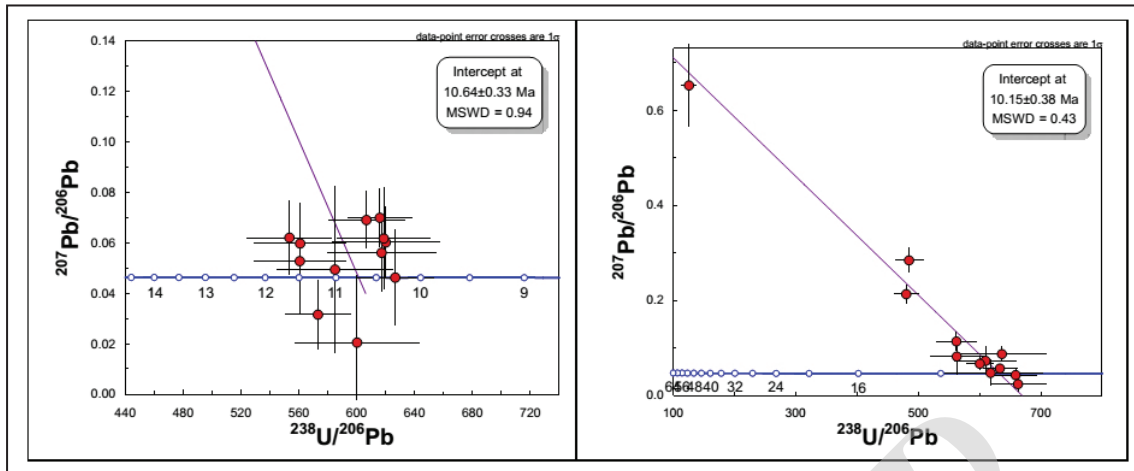 data-point error crosses are 1σ
Intercept at
10.64±0.33 Ma
MSWD = 0.94
0.14
0.12
0.10
0.08
0.06
0.04
0.02
0.00
207Pb/206Pb
14 13 12 11 10 9
440 480 520 560 600 640 680 720
238U/206Pb
data-point error crosses are 1σ
Intercept at
10.15±0.38 Ma
MSWD = 0.43
0.6
0.4
0.2
0.0
207Pb/206Pb
64564840 32 24 16
100 300 500 700
238U/206Pb